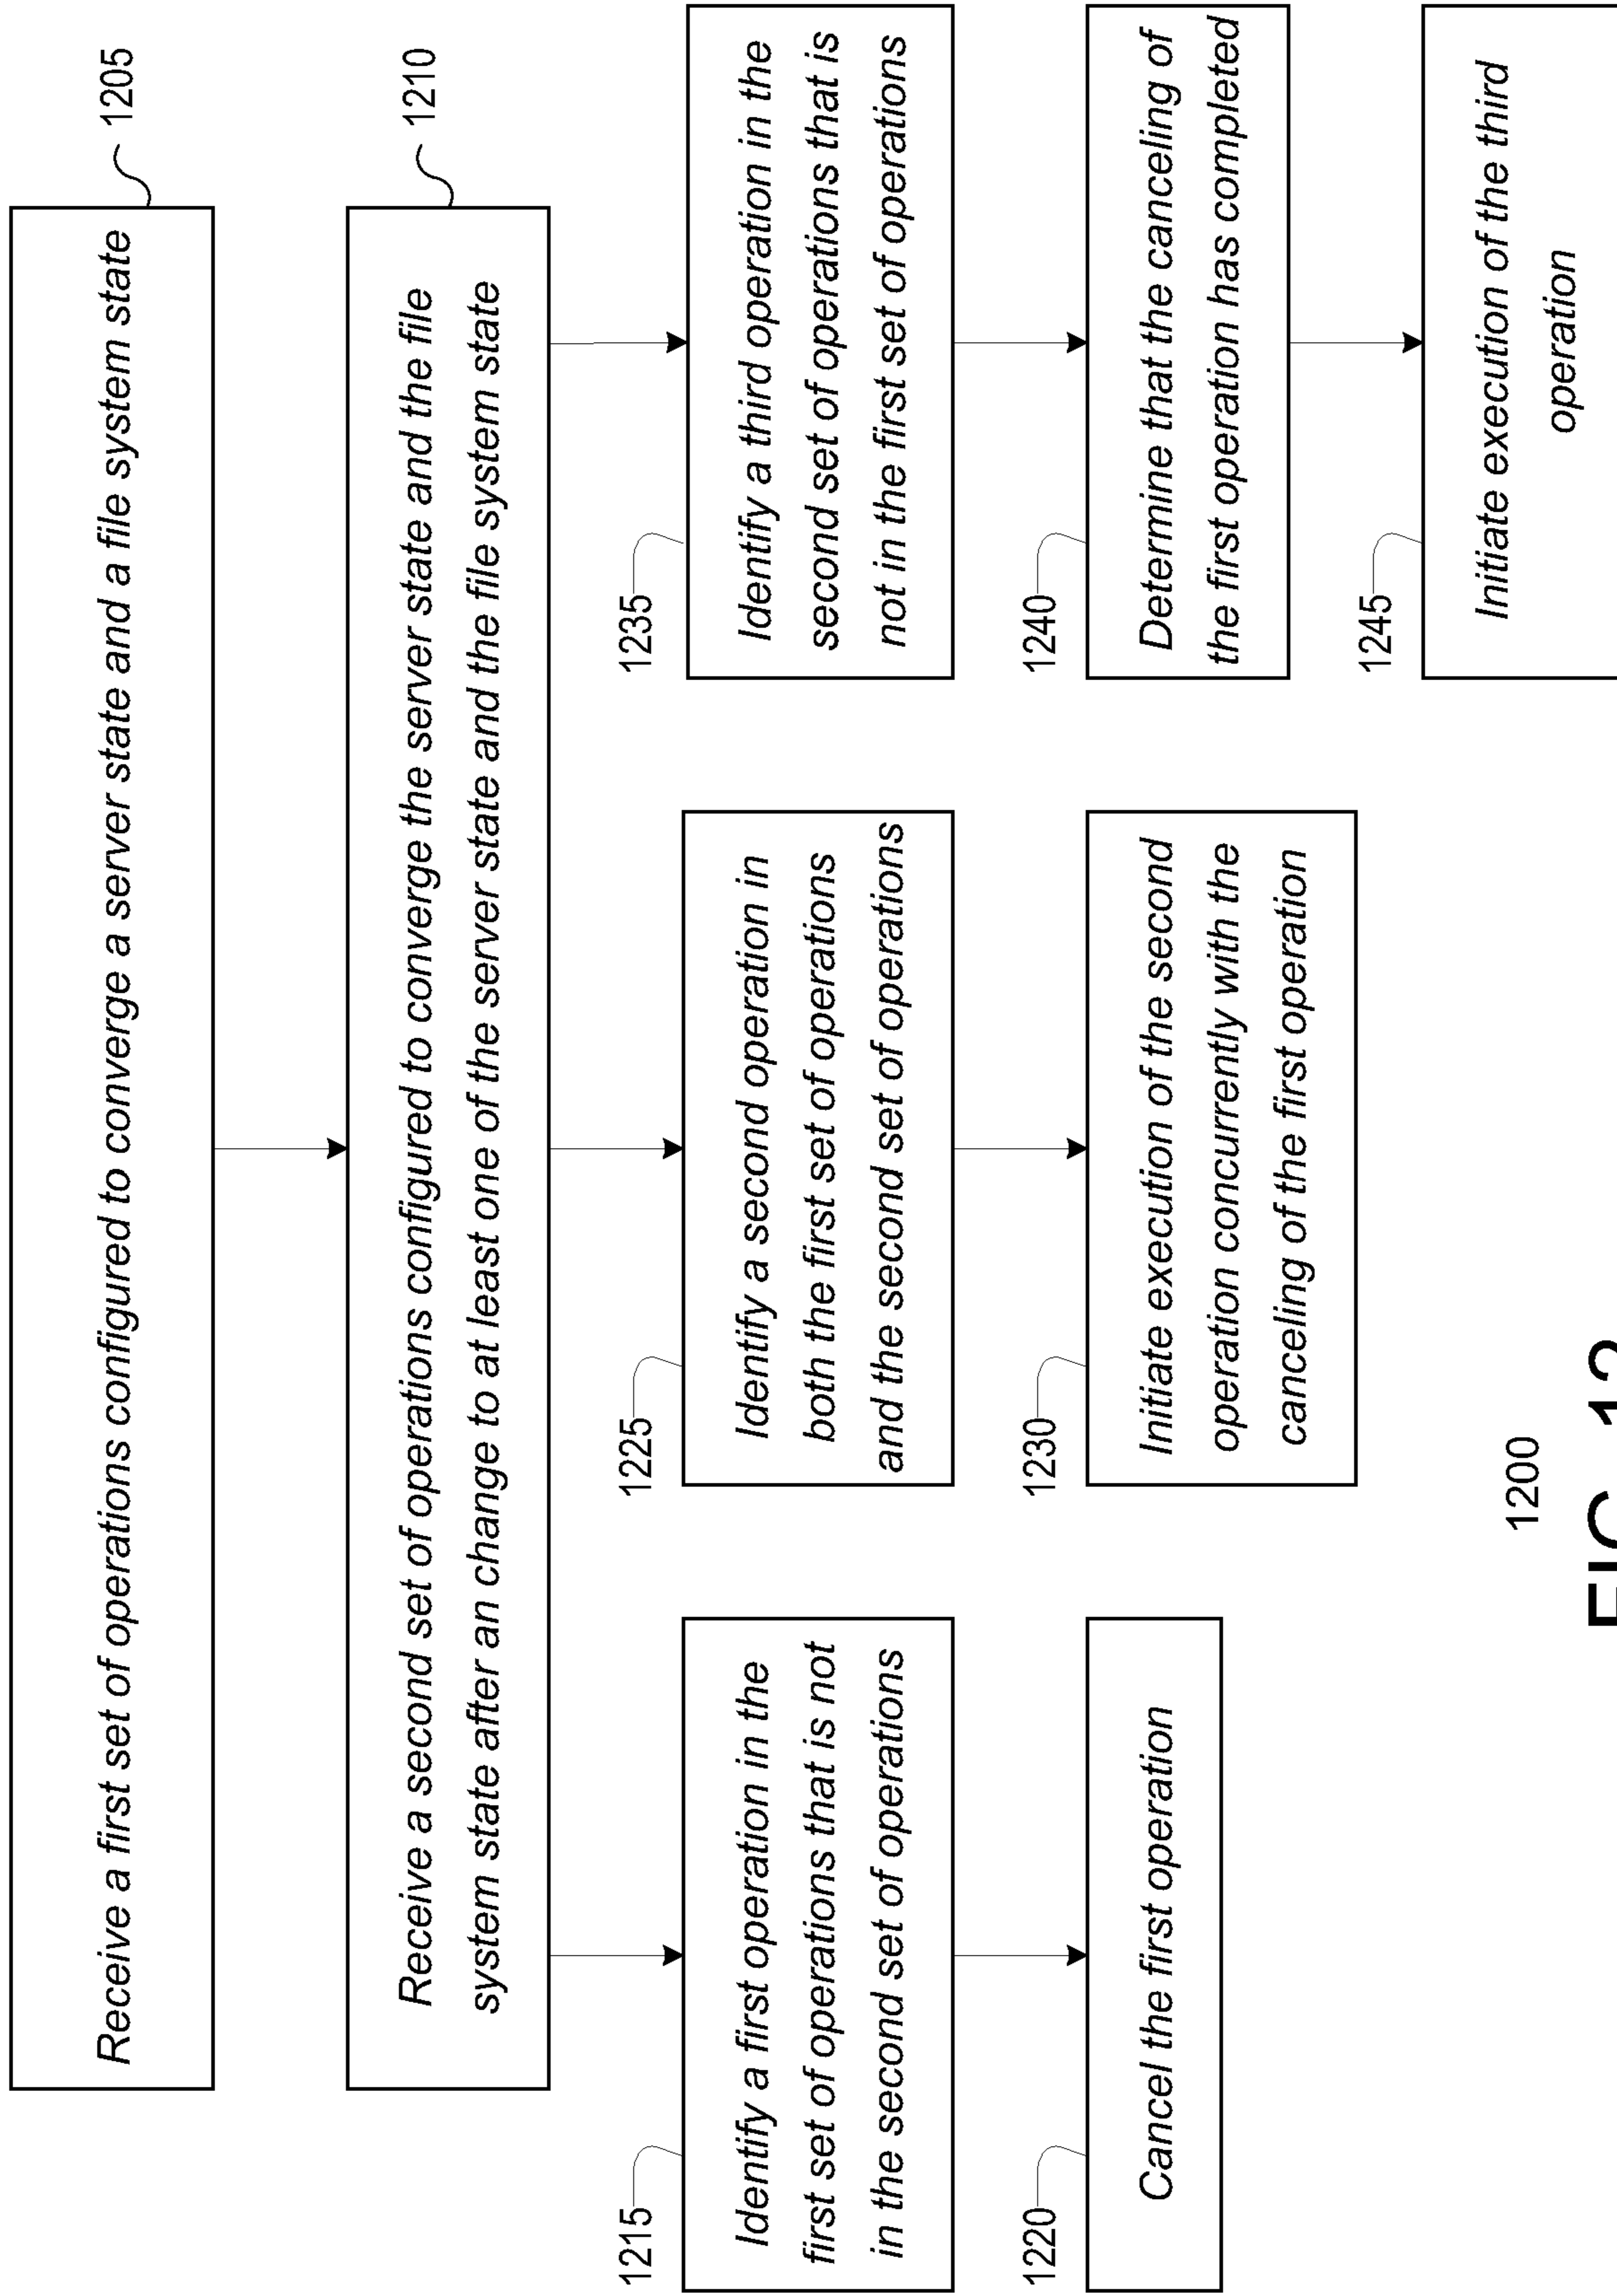 Receive a first set of operations configured to converge a server state and a file system state
1205
Receive a second set of operations configured to converge the server state and the file
system state after an change to at least one of the server state and the file system state
1210
1215
Identify a first operation in the
first set of operations that is not
in the second set of operations
1220
Cancel the first operation
1225
Identify a second operation in
both the first set of operations
and the second set of operations
1230
Initiate execution of the second
operation concurrently with the
canceling of the first operation
1235
Identify a third operation in the
second set of operations that is
not in the first set of operations
1240
Determine that the canceling of
the first operation has completed
1245
Initiate execution of the third
operation
1200